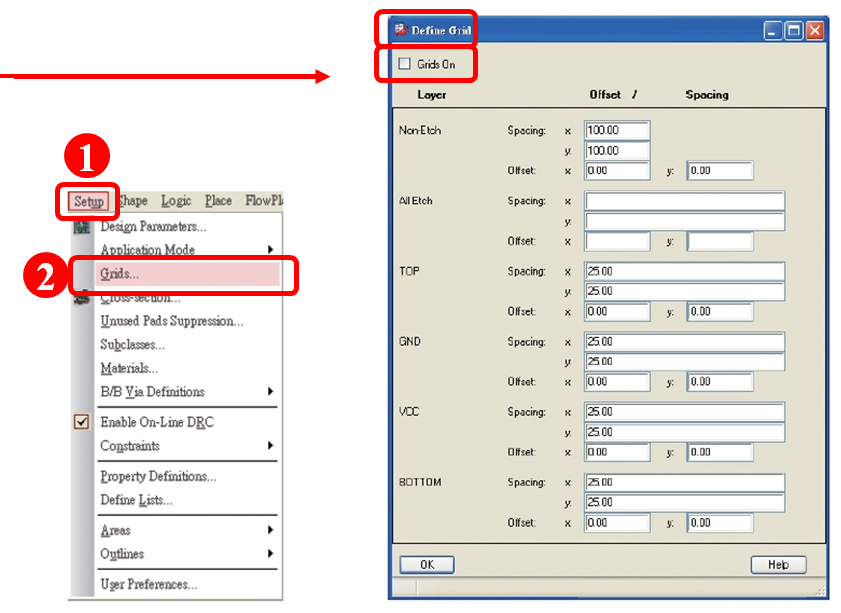 1
Setup Shape Logic Place FlowPl
Design Parameters...
Application Mode
2
Grids...
Cross-section...
Unused Pads Suppression...
Subclasses...
Materials...
B/B Via Definitions
Enable On-Line DRC
Constraints
Property Definitions...
Define Lists...
Areas
Outlines
User Preferences...
Define Grid
Grids On
Layer Offset / Spacing
Non-Etch Spacing: x 100.00
y: 100.00
Offset: x 0.00 y: 0.00
All Etch Spacing: x
y:
Offset: x y:
TOP Spacing: x 25.00
y: 25.00
Offset: x 0.00 y: 0.00
GND Spacing: x 25.00
y: 25.00
Offset: x 0.00 y: 0.00
VCC Spacing: x 25.00
y: 25.00
Offset: x 0.00 y: 0.00
BOTTOM Spacing: x 25.00
y: 25.00
Offset: x 0.00 y: 0.00
OK Help